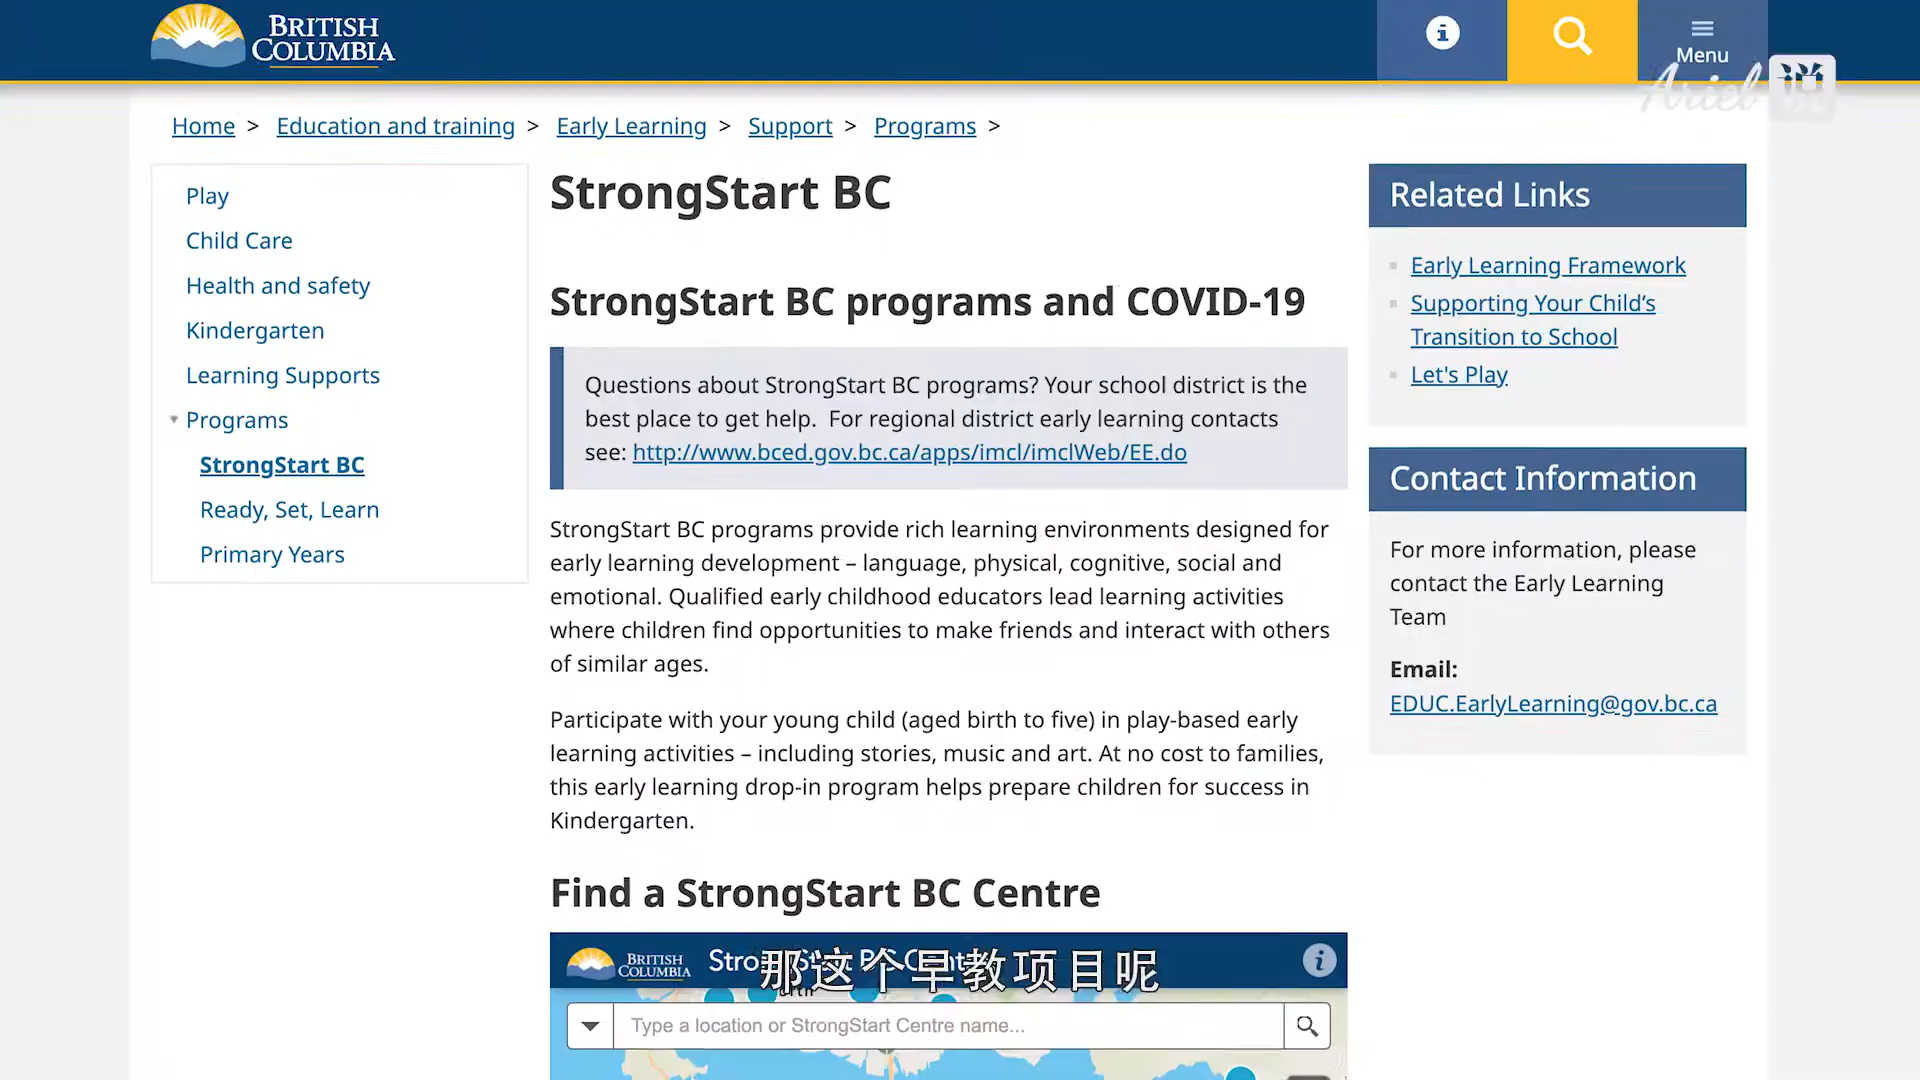 BRITISH
COLUMBIA
Menu
Ariel 说
Home > Education and training > Early Learning > Support > Programs >
Play
Child Care
Health and safety
Kindergarten
Learning Supports
Programs
StrongStart BC
Ready, Set, Learn
Primary Years
StrongStart BC
StrongStart BC programs and COVID-19
Questions about StrongStart BC programs? Your school district is the
best place to get help. For regional district early learning contacts
see: http://www.bced.gov.bc.ca/apps/imcl/imclWeb/EE.do
StrongStart BC programs provide rich learning environments designed for
early learning development – language, physical, cognitive, social and
emotional. Qualified early childhood educators lead learning activities
where children find opportunities to make friends and interact with others
of similar ages.
Participate with your young child (aged birth to five) in play-based early
learning activities – including stories, music and art. At no cost to families,
this early learning drop-in program helps prepare children for success in
Kindergarten.
Find a StrongStart BC Centre
BRITISH
COLUMBIA
那这个早教项目呢
Type a location or StrongStart Centre name...
Related Links
Early Learning Framework
Supporting Your Child’s
Transition to School
Let's Play
Contact Information
For more information, please
contact the Early Learning
Team
Email:
EDUC.EarlyLearning@gov.bc.ca